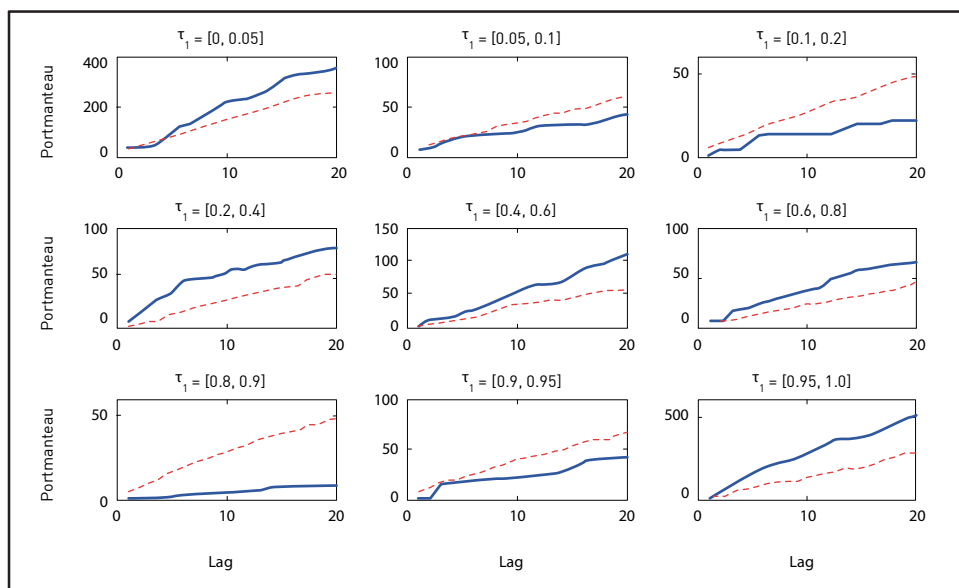 τ1 = [0, 0.05]
400
200
0
Portmanteau
0 10 20
τ1 = [0.05, 0.1]
100
50
0
0 10 20
τ1 = [0.1, 0.2]
50
0
0 10 20
τ1 = [0.2, 0.4]
100
50
0
Portmanteau
0 10 20
τ1 = [0.4, 0.6]
150
100
50
0
0 10 20
τ1 = [0.6, 0.8]
100
50
0
0 10 20
τ1 = [0.8, 0.9]
50
0
Portmanteau
0 10 20
Lag
τ1 = [0.9, 0.95]
100
50
0
0 10 20
Lag
τ1 = [0.95, 1.0]
500
0
0 10 20
Lag